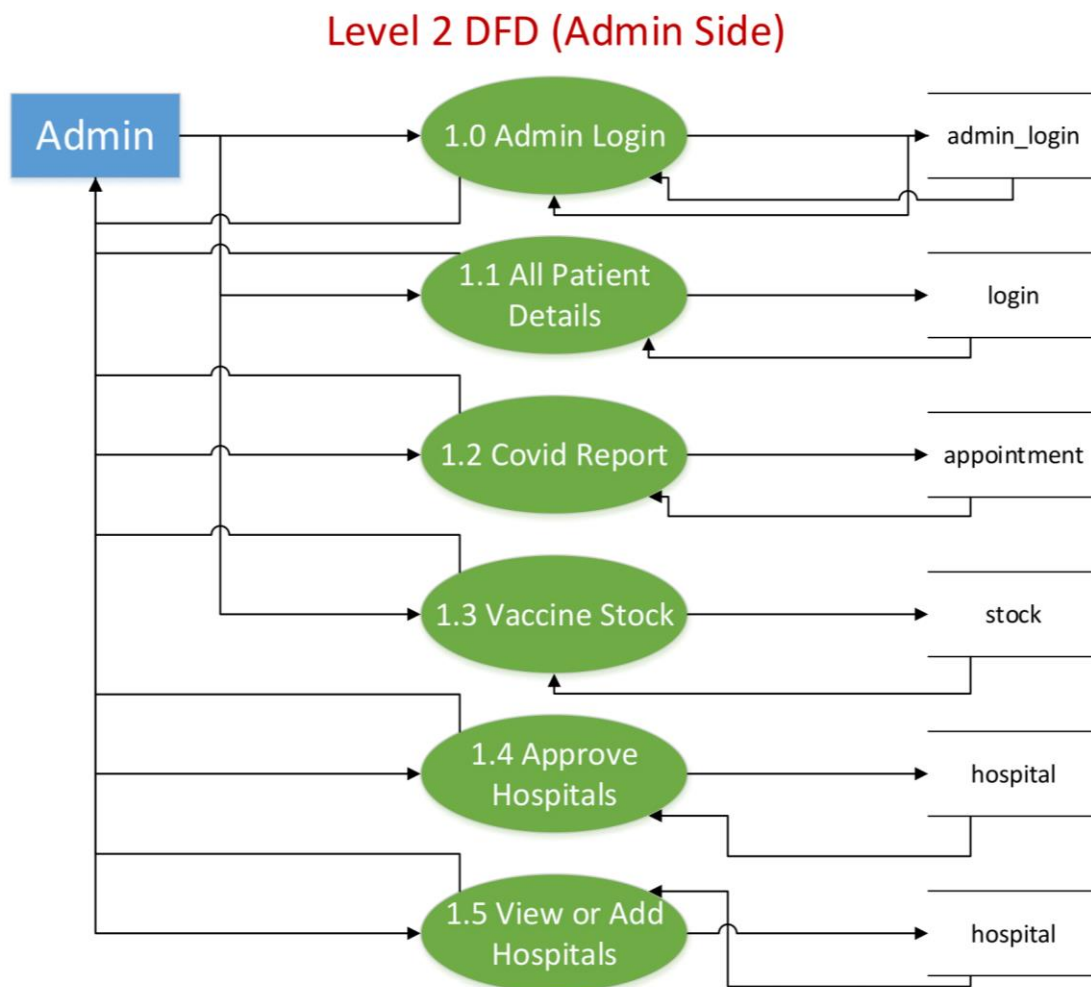 Level 2 DFD (Admin Side)
Admin
1.0 Admin Login
admin_login
1.1 All Patient
Details
login
1.2 Covid Report
appointment
1.3 Vaccine Stock
stock
1.4 Approve
Hospitals
hospital
1.5 View or Add
Hospitals
hospital